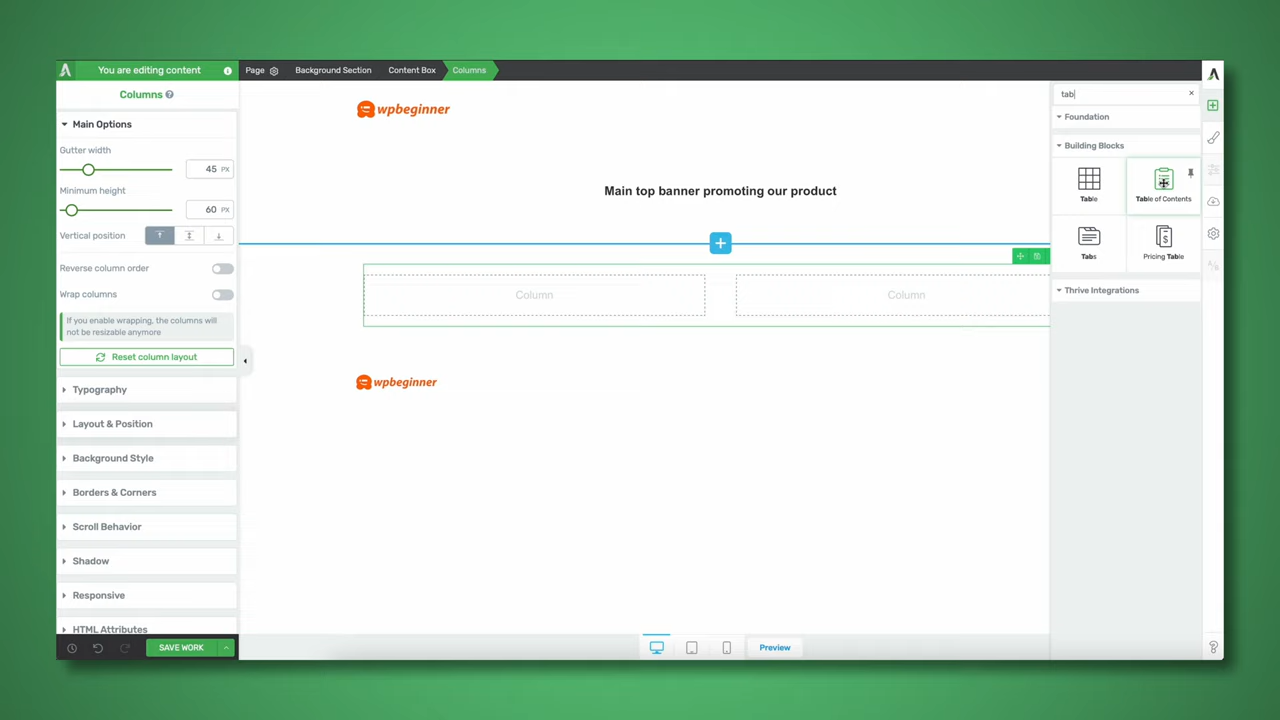 You are editing content
Page
Background Section
Content Box
Columns
Columns
Main Options
Gutter width
45 PX
Minimum height
60 PX
Vertical position
Reverse column order
Wrap columns
If you enable wrapping, the columns will
not be resizable anymore
Reset column layout
Typography
Layout & Position
Background Style
Borders & Corners
Scroll Behavior
Shadow
Responsive
HTML Attributes
SAVE WORK
wpbeginner
Main top banner promoting our product
Column
Column
wpbeginner
Preview
tab
Foundation
Building Blocks
Table
Table of Contents
Tabs
Pricing Table
Thrive Integrations